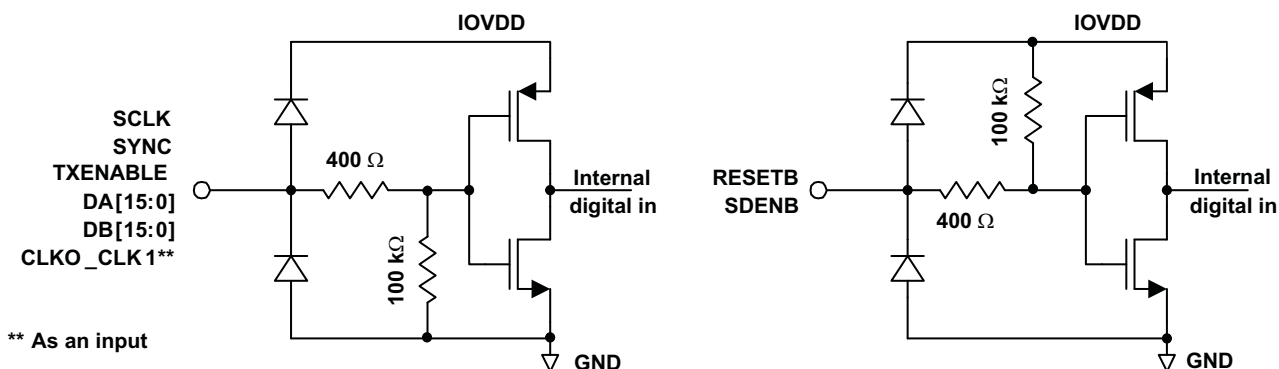 IOVDD
SCLK
SYNC
TXENABLE
DA[15:0]
DB[15:0]
CLKO_CLK1**
400 Ω
100 kΩ
Internal
digital in
GND
** As an input
IOVDD
100 kΩ
RESETB
SDENB
400 Ω
Internal
digital in
GND